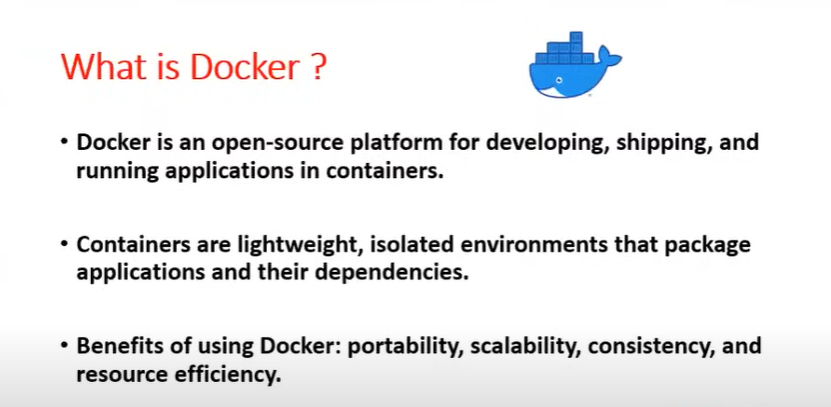 What is Docker ?
• Docker is an open-source platform for developing, shipping, and
running applications in containers.
• Containers are lightweight, isolated environments that package
applications and their dependencies.
• Benefits of using Docker: portability, scalability, consistency, and
resource efficiency.